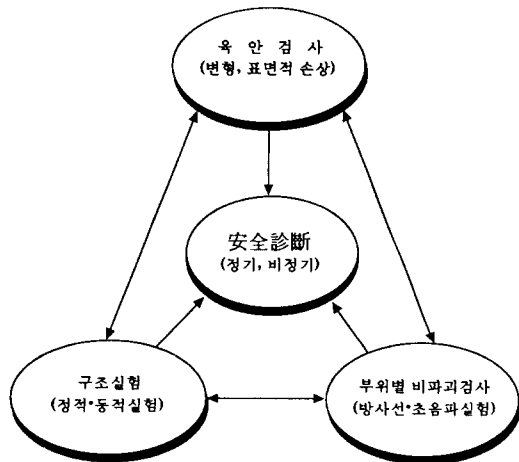 육 안 검 사
(변형, 표면적 손상)
安全診斷
(정기, 비정기)
구조실험
(정적•동적실험)
부위별 비파괴검사
(방사선•초음파실험)